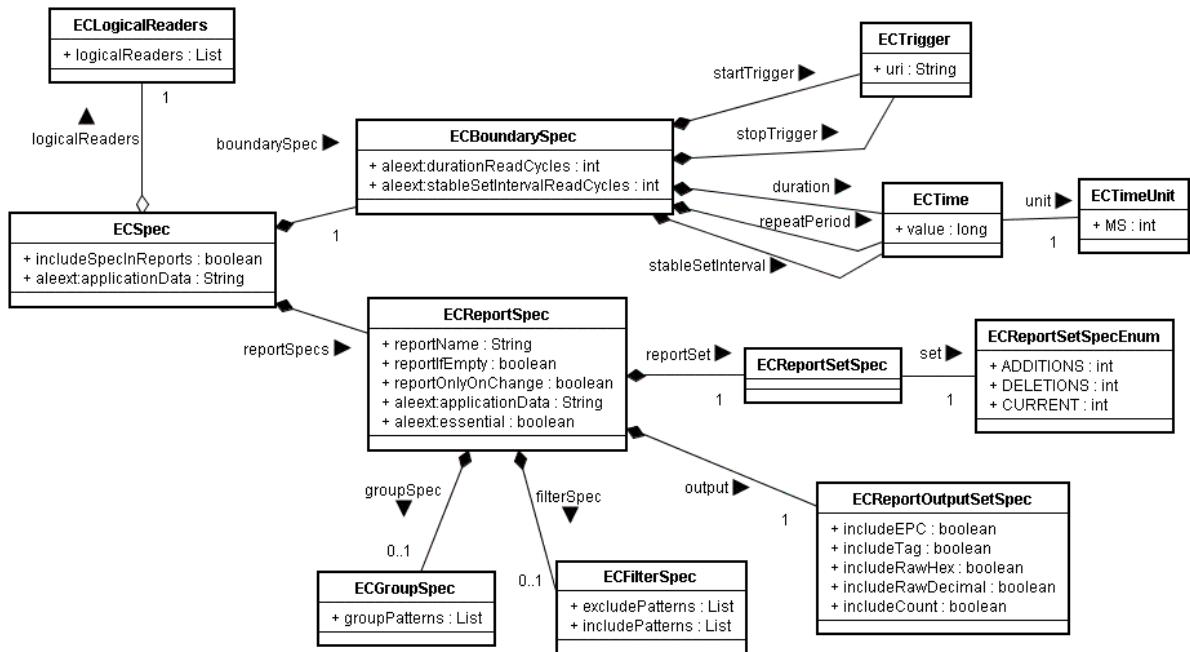 ECLogicalReaders
+ logicalReaders : List
1
logicalReaders
boundarySpec
ECSpec
+ includeSpecInReports : boolean
+ aleext:applicationData : String
1
ECBoundarySpec
+ aleext:durationReadCycles : int
+ aleext:stableSetIntervalReadCycles : int
startTrigger
stopTrigger
ECTrigger
+ uri : String
duration
repeatPeriod
stableSetInterval
ECTime
+ value : long
unit
1
ECTimeUnit
+ MS : int
reportSpecs
ECReportSpec
+ reportName : String
+ reportIfEmpty : boolean
+ reportOnlyOnChange : boolean
+ aleext:applicationData : String
+ aleext:essential : boolean
reportSet
1
ECReportSetSpec
set
1
ECReportSetSpecEnum
+ ADDITIONS : int
+ DELETIONS : int
+ CURRENT : int
groupSpec
0..1
filterSpec
0..1
output
1
ECGroupSpec
+ groupPatterns : List
ECFilterSpec
+ excludePatterns : List
+ includePatterns : List
ECReportOutputSetSpec
+ includeEPC : boolean
+ includeTag : boolean
+ includeRawHex : boolean
+ includeRawDecimal : boolean
+ includeCount : boolean